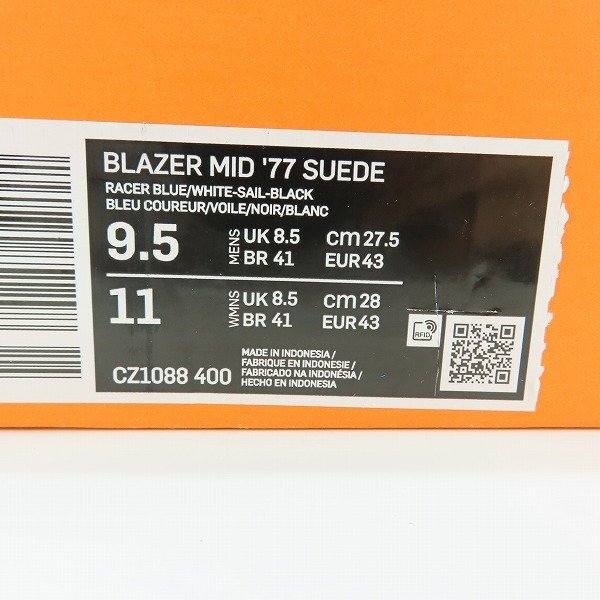 BLAZER MID '77 SUEDE
RACER BLUE/WHITE-SAIL-BLACK
BLEU COUREUR/VOILE/NOIR/BLANC
9.5 MENS UK 8.5 cm 27.5
BR 41 EUR 43
11 WMNS UK 8.5 cm 28
BR 41 EUR 43
RFID
CZ1088 400
MADE IN INDONESIA/
FABRIQUE EN INDONESIE/
FABRICADO NA INDONÉSIA/
HECHO EN INDONESIA